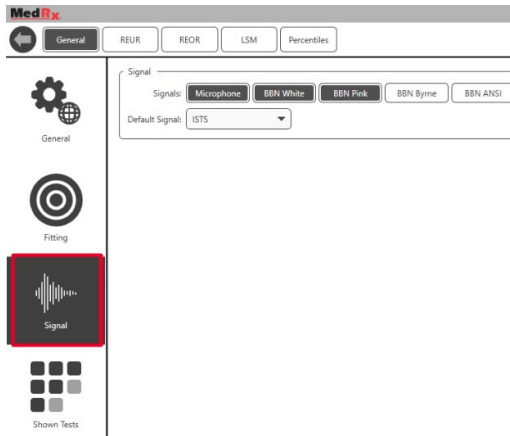 MedRx
General REUR REOR LSM Percentiles
Signal
Signals: Microphone BBN White BBN Pink BBN Byrne BBN ANSI
Default Signal: ISTS
General
Fitting
Signal
Shown Tests